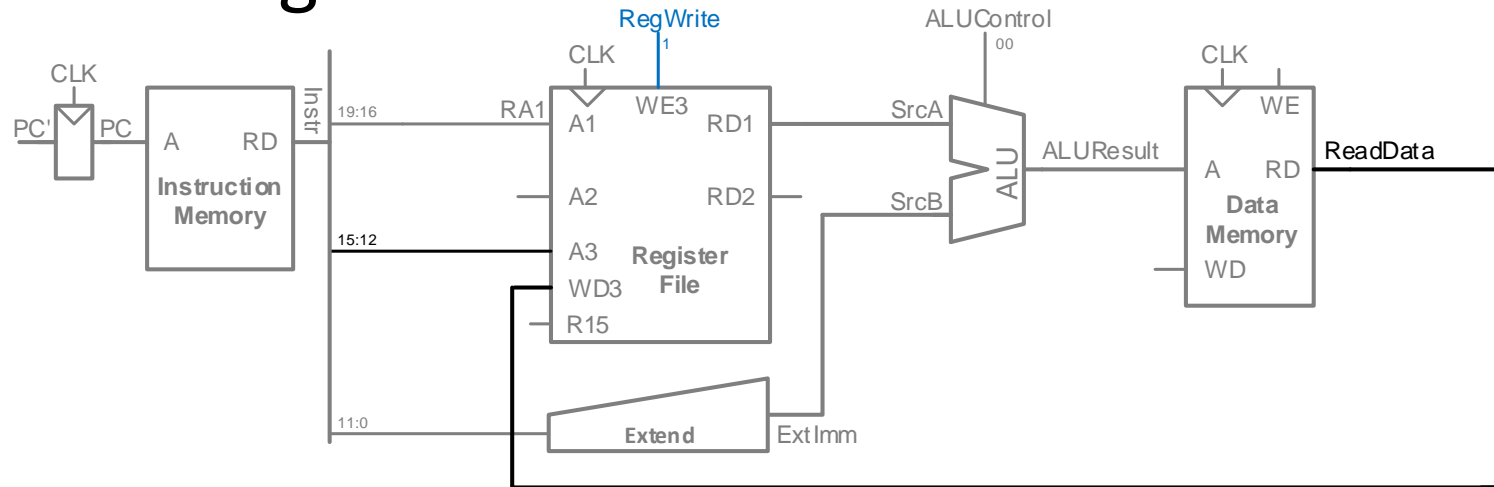 RegWrite
1
ALUControl
00
CLK
CLK
CLK
PC'
PC
A
RD
Instruction
Memory
Instr
19:16
RA1
A1
WE3
RD1
A2
RD2
15:12
A3
Register
File
WD3
R15
11:0
Extend
ExtImm
SrcA
SrcB
ALU
ALUResult
WE
A
RD
Data
Memory
WD
ReadData